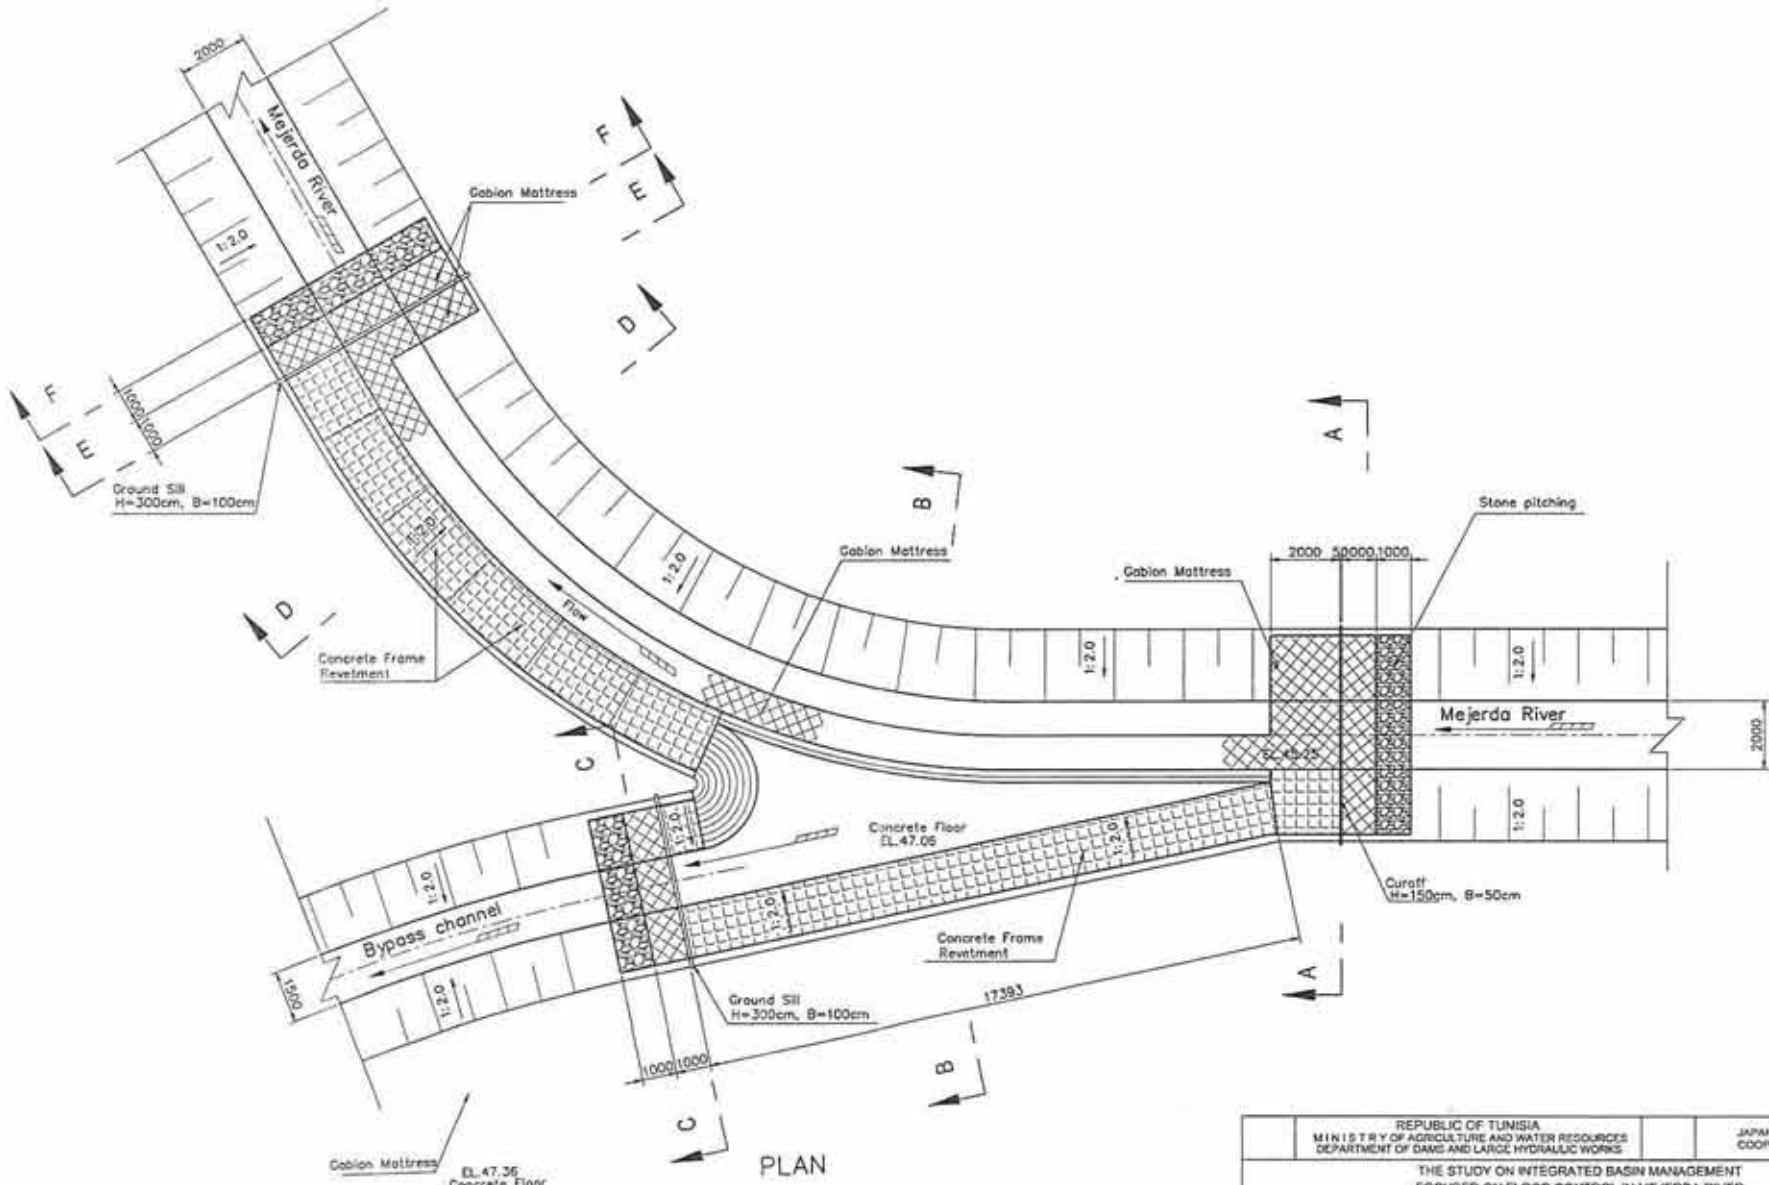 2000
Mejerda River
1:2.0
Gabion Mattress
F
E
D
F
E
10001000
Ground Sill
H=300cm, B=100cm
1:2.0
D
Concrete Frame
Revetment
Flow
1:2.0
Gabion Mattress
B
A
Stone pitching
Gabion Mattress
2000 50000 1000
1:2.0
1:2.0
Mejerda River
2000
1:2.0
C
1:2.0
Concrete Floor
EL.47.06
1:2.0
1:2.0
Curoff
H=150cm, B=50cm
1:2.0
Bypass channel
1:2.0
1500
Concrete Frame
Revetment
A
Ground Sill
H=300cm, B=100cm
17393
1000 1000
B
C
PLAN
Gabion Mattress
EL.47.36
Concrete Floor
REPUBLIC OF TUNISIA
MINISTRY OF AGRICULTURE AND WATER RESOURCES
DEPARTMENT OF DAMS AND LARGE HYDRAULIC WORKS
THE STUDY ON INTEGRATED BASIN MANAGEMENT